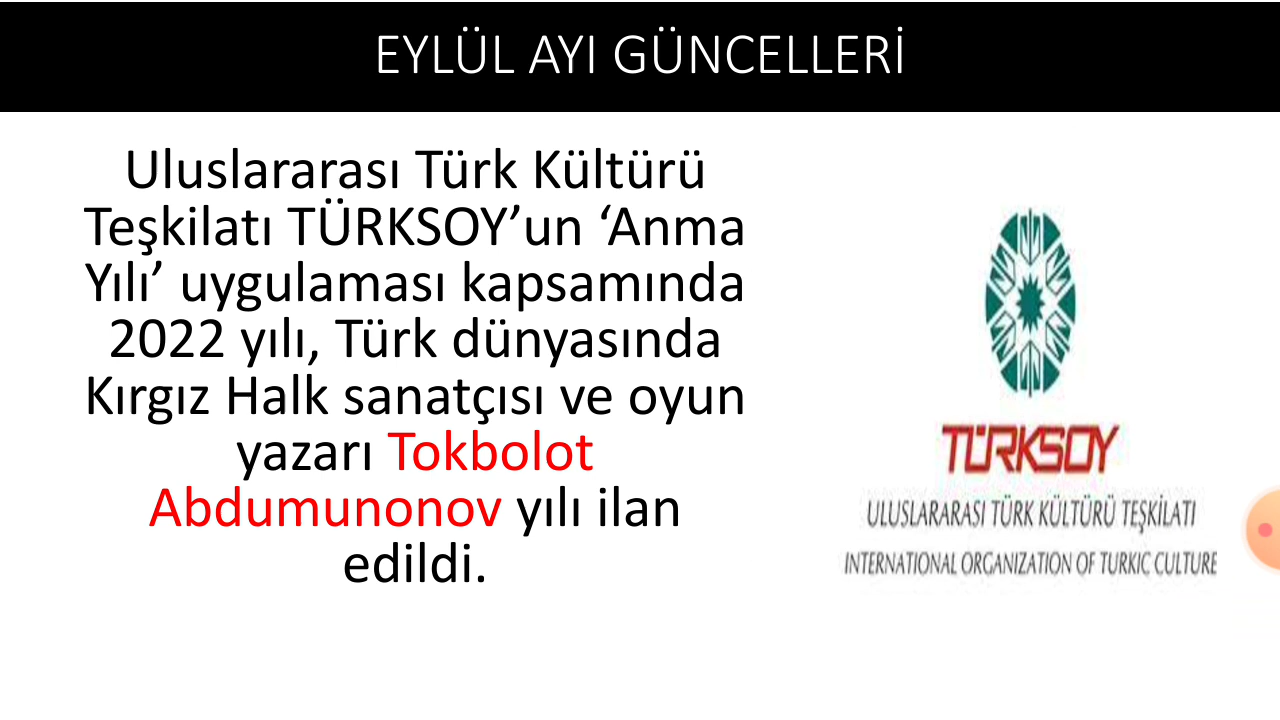 EYLÜL AYI GÜNCELLERİ
Uluslararası Türk Kültürü
Teşkilatı TÜRKSOY’un ‘Anma
Yılı’ uygulaması kapsamında
2022 yılı, Türk dünyasında
Kırgız Halk sanatçısı ve oyun
yazarı Tokbolot
Abdumunonov yılı ilan
edildi.
TÜRKSOY
ULUSLARARASI TÜRK KÜLTÜRÜ TEŞKİLATI
INTERNATIONAL ORGANIZATION OF TURKIC CULTURE